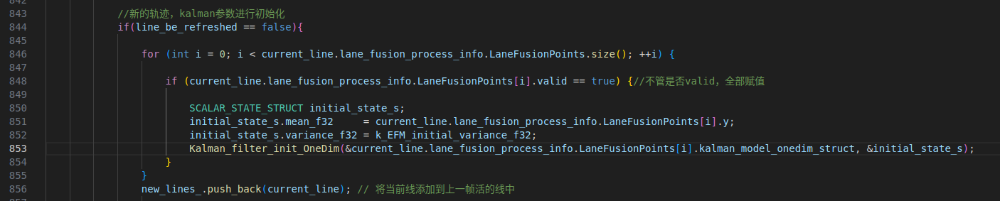 842
843 //新的轨迹，kalman参数进行初始化
844 if(line_be_refreshed == false){
845
846 for (int i = 0; i < current_line.lane_fusion_process_info.LaneFusionPoints.size(); ++i) {
847
848 if (current_line.lane_fusion_process_info.LaneFusionPoints[i].valid == true) {//不管是否valid，全部赋值
849
850 SCALAR_STATE_STRUCT initial_state_s;
851 initial_state_s.mean_f32     = current_line.lane_fusion_process_info.LaneFusionPoints[i].y;
852 initial_state_s.variance_f32 = k_EFM_initial_variance_f32;
853 Kalman_filter_init_OneDim(&current_line.lane_fusion_process_info.LaneFusionPoints[i].kalman_model_onedim_struct, &initial_state_s);
854 }
855 }
856 new_lines_.push_back(current_line); // 将当前线添加到上一帧活的线中
857